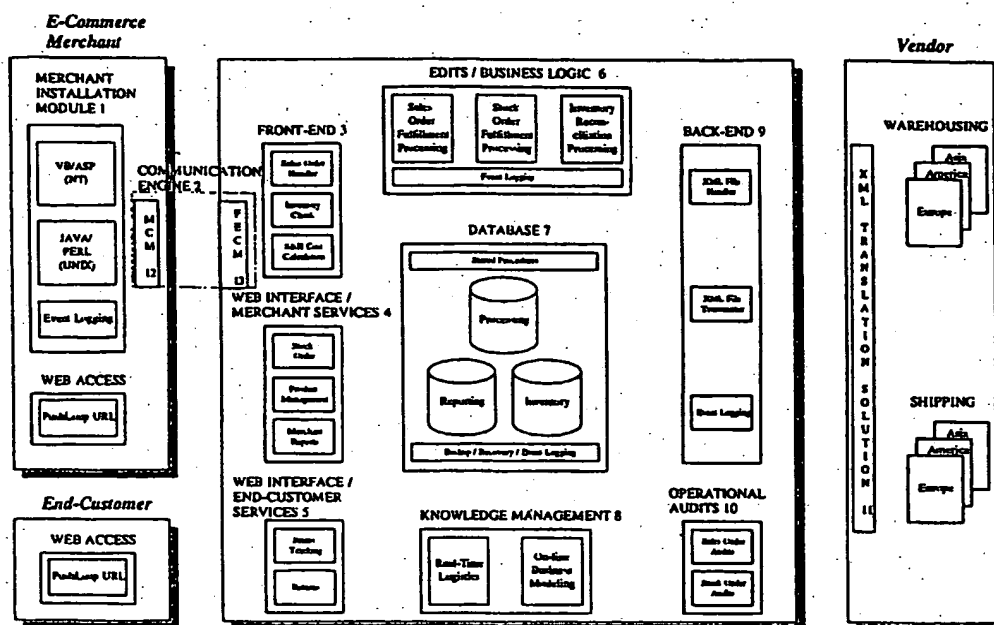 E-Commerce
Merchant
MERCHANT
INSTALLATION
MODULE 1
VB/ASP
(NT)
JAVA/
PERL
(UNIX)
Event Logging
WEB ACCESS
PushLoop URL
End-Customer
WEB ACCESS
PushLoop URL
COMMUNICATION
ENGINE 2
M
C
M
12
F
E
C
M
13
FRONT-END 3
Sales Order
Handler
Inventory
Check
S&H Cost
Calculation
WEB INTERFACE /
MERCHANT SERVICES 4
Stock
Order
Product
Management
Merchant
Reports
WEB INTERFACE /
END-CUSTOMER
SERVICES 5
Tracking
Returns
EDITS / BUSINESS LOGIC 6
Sales
Order
Fulfillment
Processing
Stock
Order
Fulfillment
Processing
Inventory
Recon-
ciliation
Processing
Event Logging
DATABASE 7
Stored Procedures
Processing
Reporting
Inventory
Backup / Recovery / Event Logging
KNOWLEDGE MANAGEMENT 8
Real-Time
Logistics
On-line
Business
Modeling
BACK-END 9
XML File
Handler
XML File
Transmitter
Event Logging
OPERATIONAL
AUDITS 10
Sales Order
Audits
Stock Order
Audits
Vendor
XML TRANSLATION SOLUTION 11
WAREHOUSING
Asia
America
Europe
SHIPPING
Asia
America
Europe